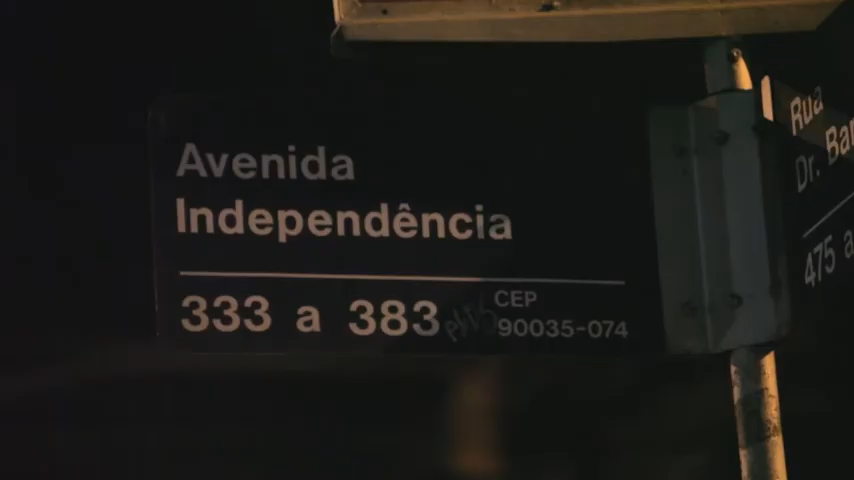 Avenida
Independência
333 a 383
CEP
90035-074
Rua
Dr.
475 a